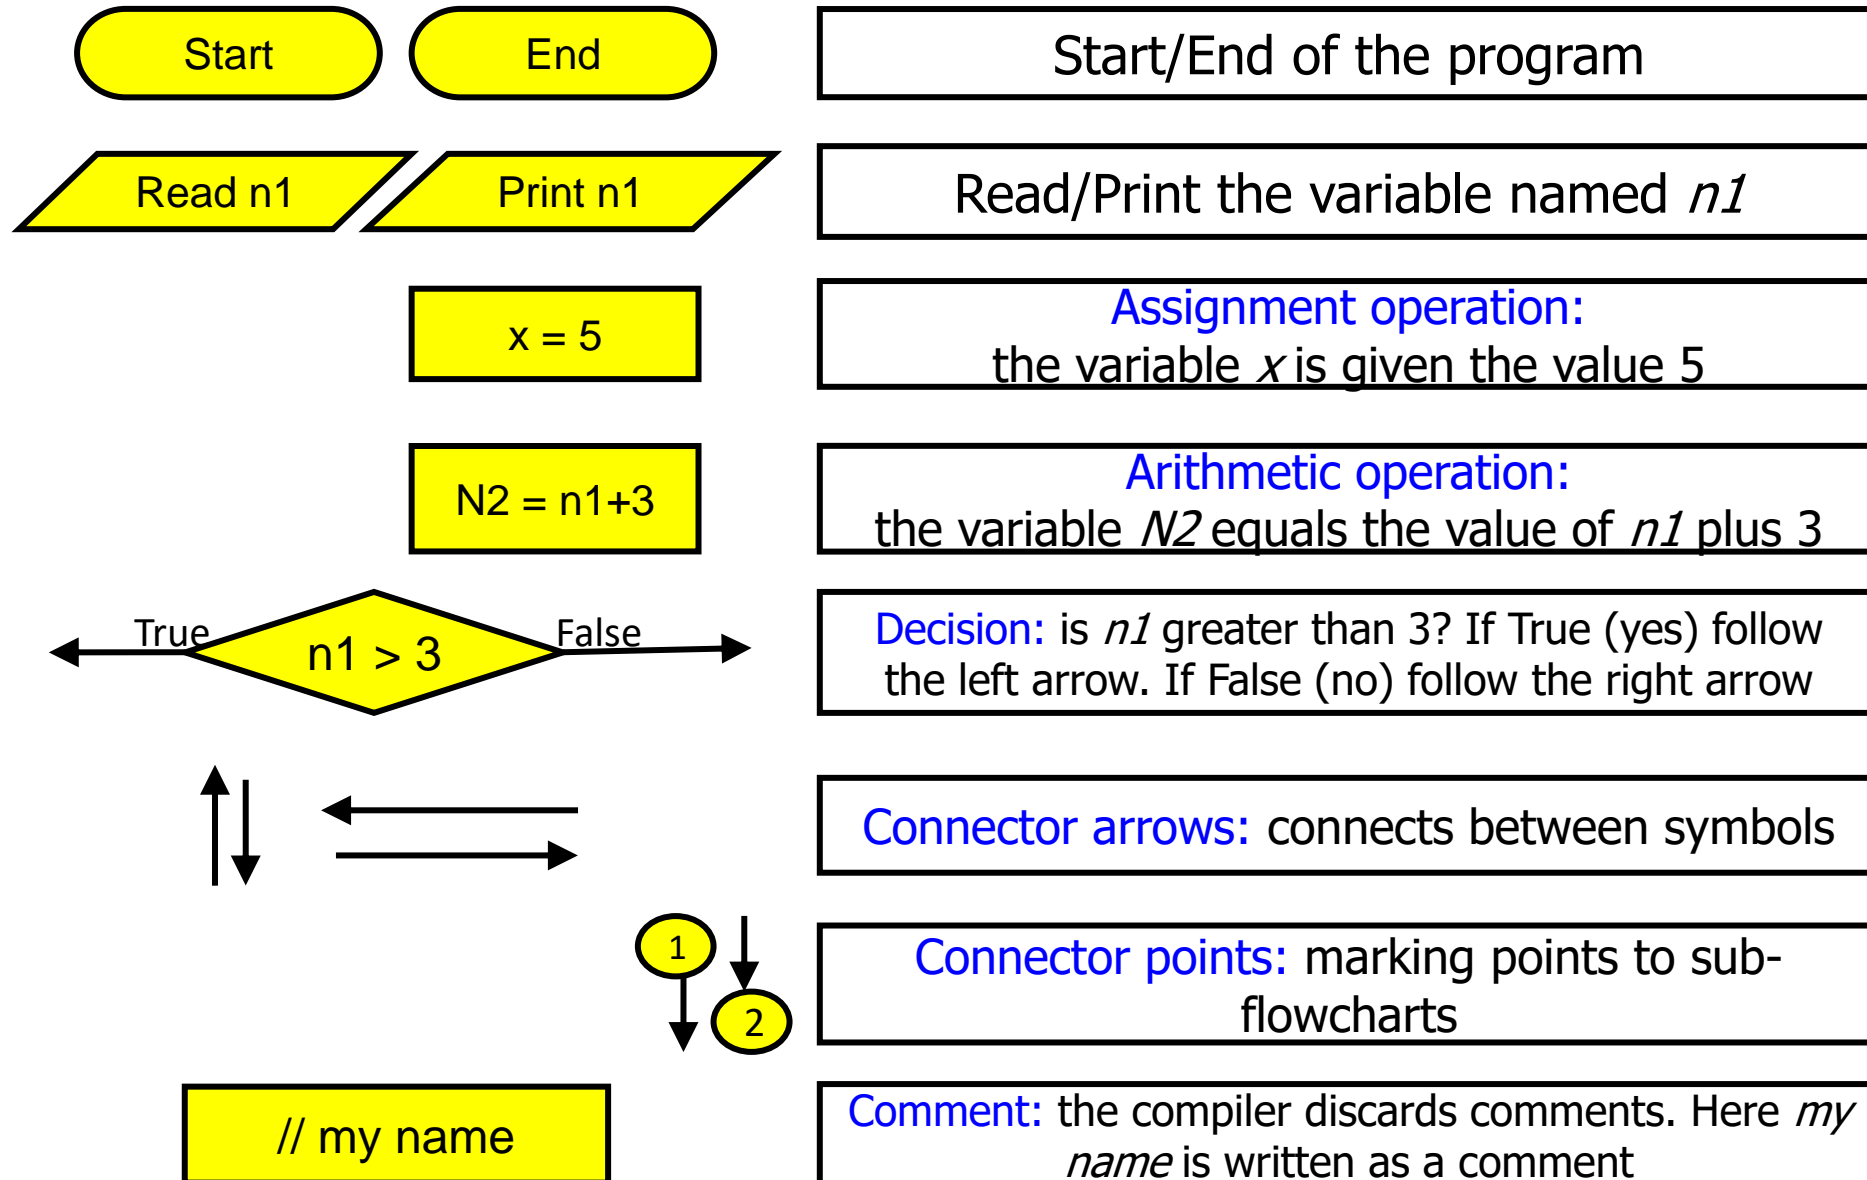 Start End Start/End of the program
Read n1 Print n1 Read/Print the variable named n1
x = 5
Assignment operation:
the variable x is given the value 5
N2 = n1+3
Arithmetic operation:
the variable N2 equals the value of n1 plus 3
True n1 > 3 False
Decision: is n1 greater than 3? If True (yes) follow
the left arrow. If False (no) follow the right arrow
Connector arrows: connects between symbols
1
2
Connector points: marking points to sub-
flowcharts
// my name
Comment: the compiler discards comments. Here my
name is written as a comment